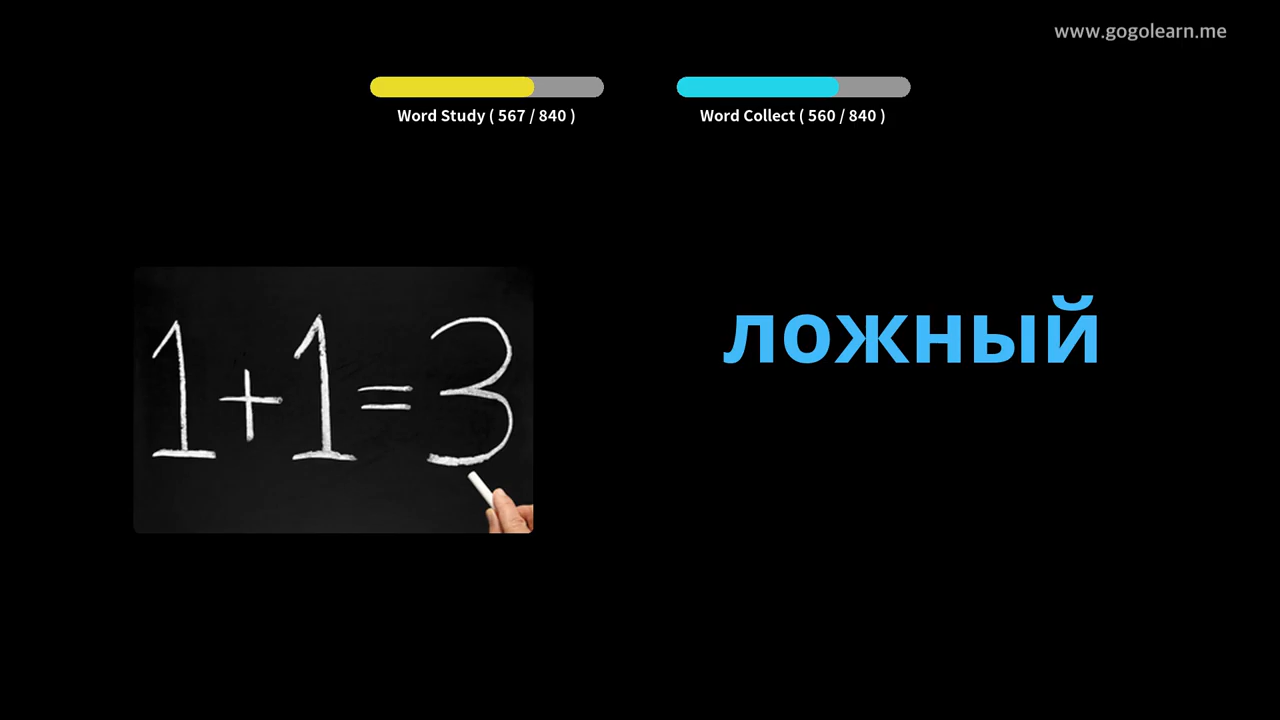 www.gogolearn.me
Word Study ( 567 / 840 )
Word Collect ( 560 / 840 )
1+1=3
ложный